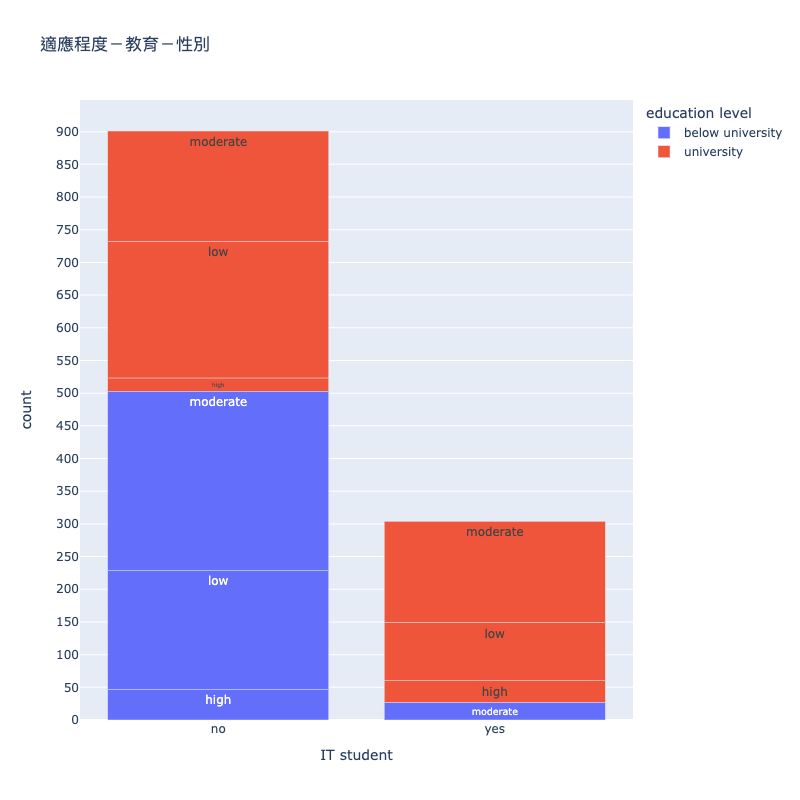 適應程度－教育－性別
education level
below university
university
count
900
850
800
750
700
650
600
550
500
450
400
350
300
250
200
150
100
50
0
moderate
low
high
moderate
low
high
moderate
low
high
moderate
no
yes
IT student